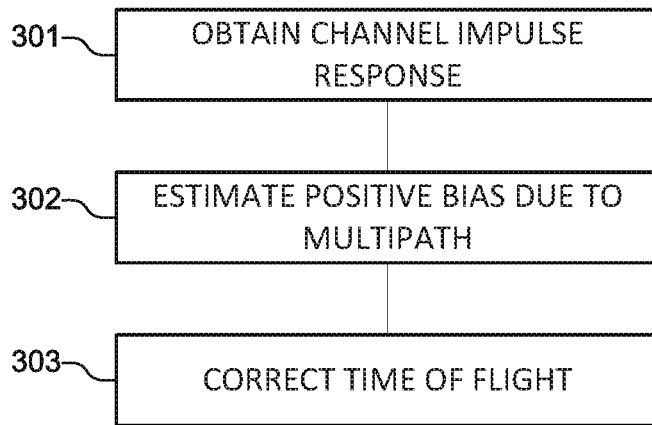 301
OBTAIN CHANNEL IMPULSE
RESPONSE
302
ESTIMATE POSITIVE BIAS DUE TO
MULTIPATH
303
CORRECT TIME OF FLIGHT